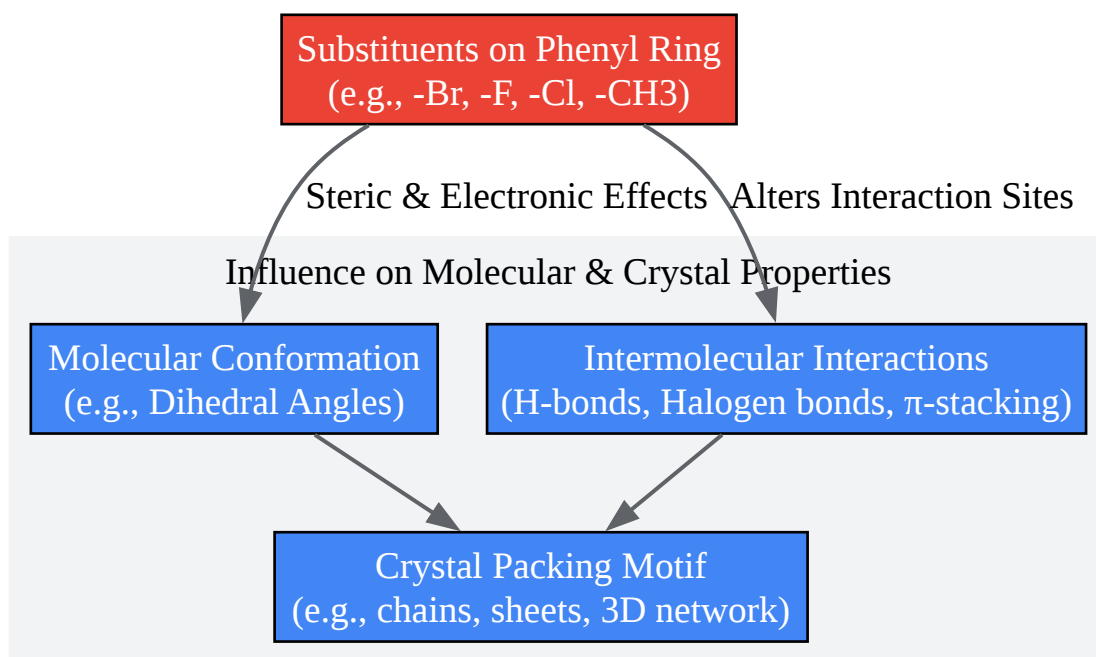 Substituents on Phenyl Ring
(e.g., -Br, -F, -Cl, -CH3)
Steric & Electronic Effects
Alters Interaction Sites
Influence on Molecular & Crystal Properties
Molecular Conformation
(e.g., Dihedral Angles)
Intermolecular Interactions
(H-bonds, Halogen bonds, π-stacking)
Crystal Packing Motif
(e.g., chains, sheets, 3D network)